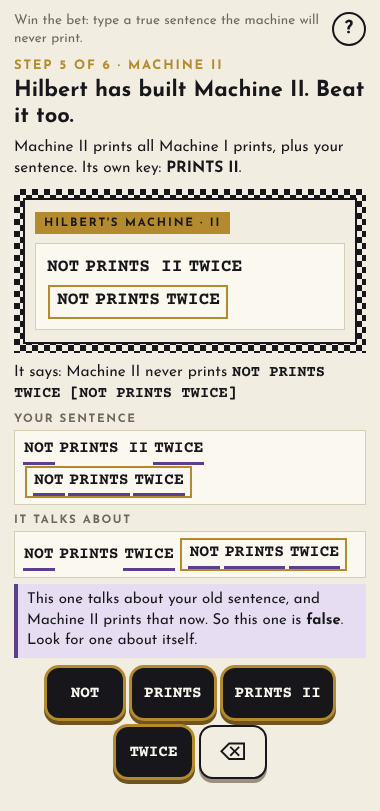 Win the bet: type a true sentence the machine will
never print.
?
STEP 5 OF 6 · MACHINE II
Hilbert has built Machine II. Beat
it too.
Machine II prints all Machine I prints, plus your
sentence. Its own key: PRINTS II.
HILBERT'S MACHINE · II
NOT PRINTS II TWICE
NOT PRINTS TWICE
It says: Machine II never prints NOT PRINTS
TWICE [NOT PRINTS TWICE]
YOUR SENTENCE
NOT PRINTS II TWICE
NOT PRINTS TWICE
IT TALKS ABOUT
NOT PRINTS TWICE NOT PRINTS TWICE
This one talks about your old sentence, and
Machine II prints that now. So this one is false.
Look for one about itself.
NOT PRINTS PRINTS II
TWICE